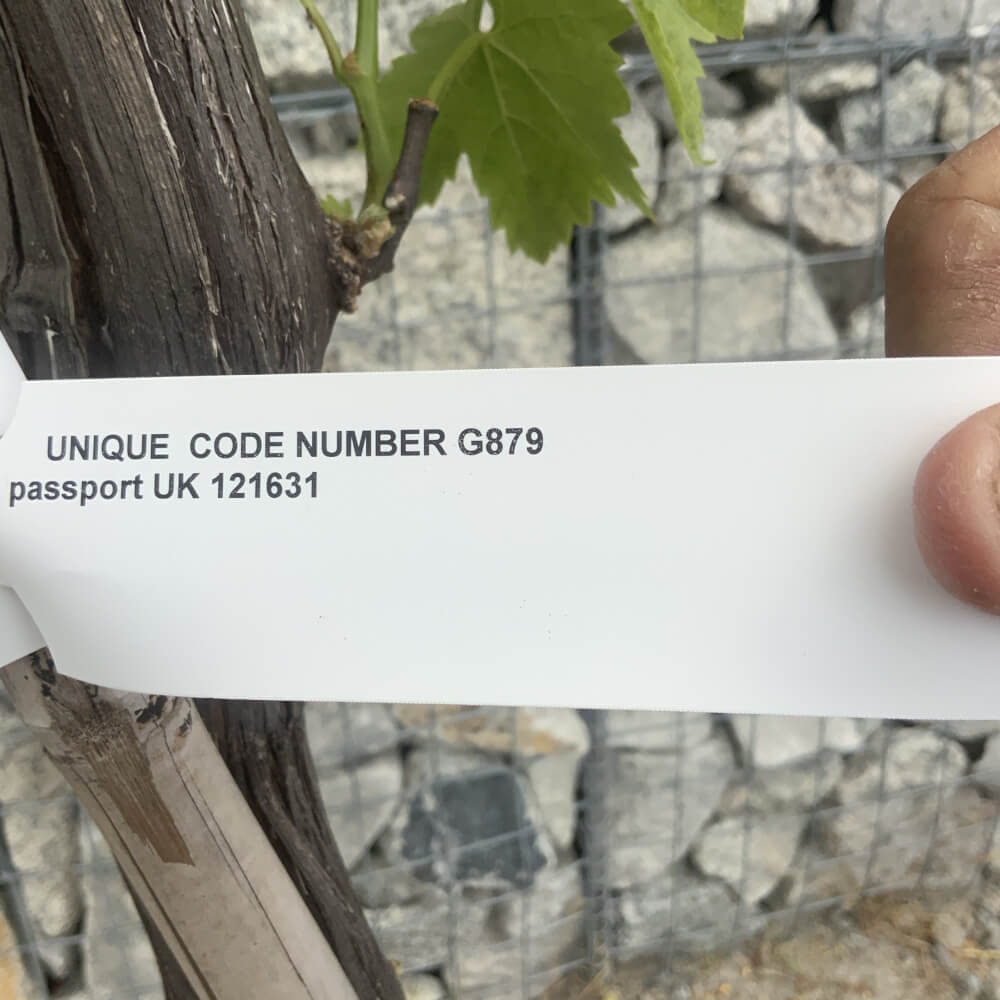 UNIQUE  CODE NUMBER G879
passport UK 121631